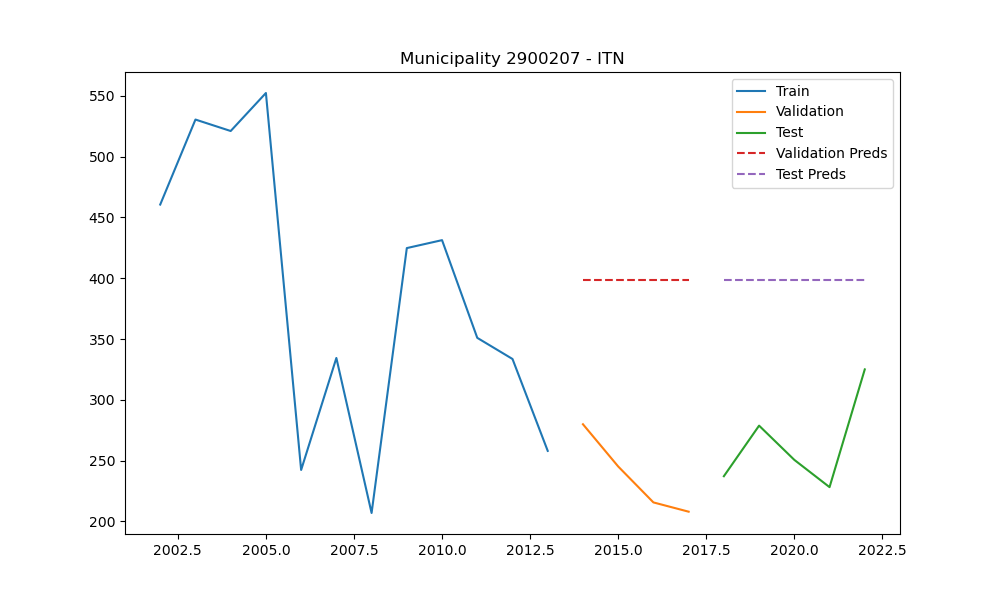 Municipality 2900207 - ITN
Train
Validation
Test
Validation Preds
Test Preds
550
500
450
400
350
300
250
200
2002.5 2005.0 2007.5 2010.0 2012.5 2015.0 2017.5 2020.0 2022.5